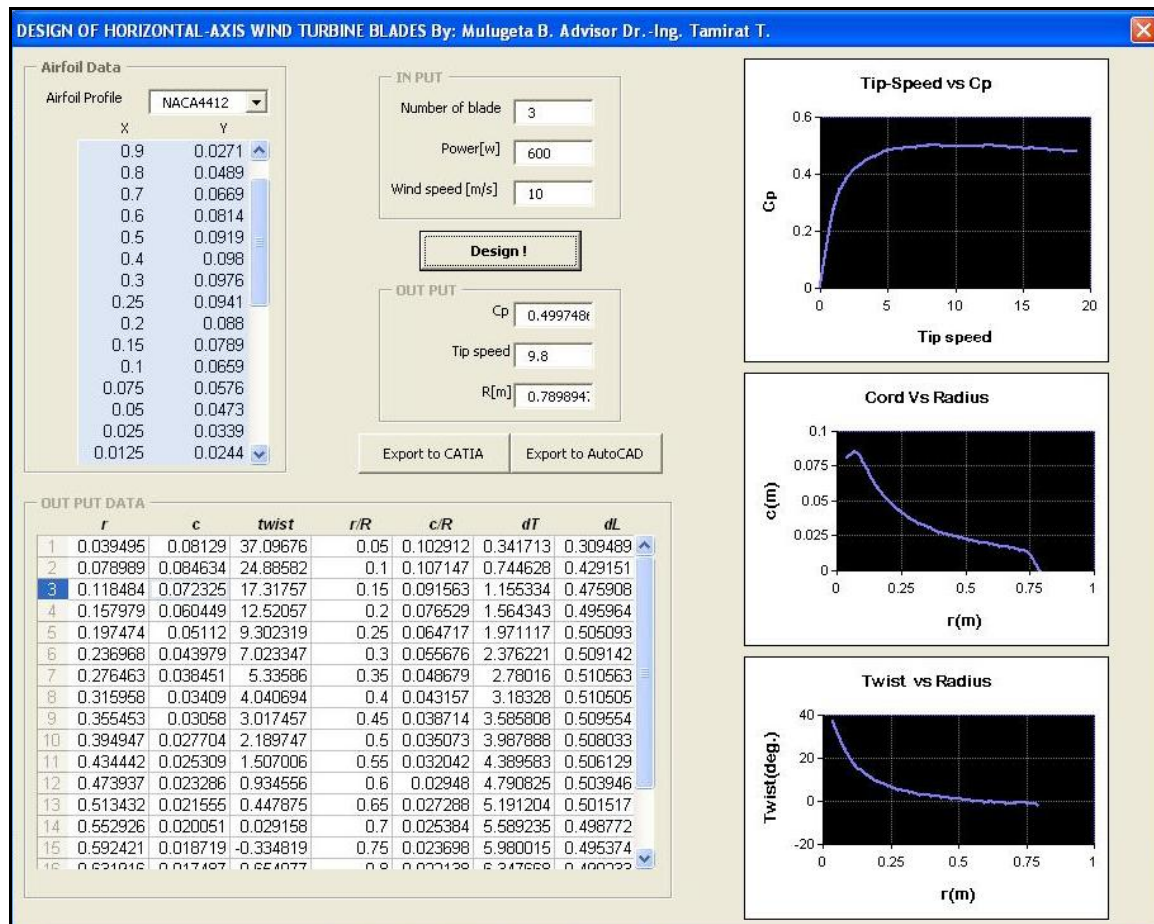 DESIGN OF HORIZONTAL-AXIS WIND TURBINE BLADES By: Mulugeta B. Advisor Dr.-Ing. Tamirat T.
Airfoil Data
Airfoil Profile NACA4412
X Y
0.9 0.0271
0.8 0.0489
0.7 0.0669
0.6 0.0814
0.5 0.0919
0.4 0.098
0.3 0.0976
0.25 0.0941
0.2 0.088
0.15 0.0789
0.1 0.0659
0.075 0.0576
0.05 0.0473
0.025 0.0339
0.0125 0.0244
IN PUT
Number of blade 3
Power[w] 600
Wind speed [m/s] 10
Design !
OUT PUT
Cp 0.499748
Tip speed 9.8
R[m] 0.789894
Export to CATIA Export to AutoCAD
OUT PUT DATA
r c twist r/R c/R dT dL
1 0.039495 0.08129 37.09676 0.05 0.102912 0.341713 0.309489
2 0.078989 0.084634 24.88582 0.1 0.107147 0.744628 0.429151
3 0.118484 0.072325 17.31757 0.15 0.091563 1.155334 0.475908
4 0.157979 0.060449 12.52057 0.2 0.076529 1.564343 0.495964
5 0.197474 0.05112 9.302319 0.25 0.064717 1.971117 0.505093
6 0.236968 0.043979 7.023347 0.3 0.055676 2.376221 0.509142
7 0.276463 0.038451 5.33586 0.35 0.048679 2.78016 0.510563
8 0.315958 0.03409 4.040694 0.4 0.043157 3.18328 0.510505
9 0.355453 0.03058 3.017457 0.45 0.038714 3.585808 0.509554
10 0.394947 0.027704 2.189747 0.5 0.035073 3.987888 0.508033
11 0.434442 0.025309 1.507006 0.55 0.032042 4.389583 0.506129
12 0.473937 0.023286 0.934556 0.6 0.02948 4.790825 0.503946
13 0.513432 0.021555 0.447875 0.65 0.027288 5.191204 0.501517
14 0.552926 0.020051 0.029158 0.7 0.025384 5.589235 0.498772
15 0.592421 0.018719 -0.334819 0.75 0.023698 5.980015 0.495374
Tip-Speed vs Cp
0.6
0.4
0.2
0
Cp
0 5 10 15 20
Tip speed
Cord Vs Radius
0.1
0.075
0.05
0.025
0
c(m)
0 0.25 0.5 0.75 1
r(m)
Twist vs Radius
40
20
0
-20
Twist(deg.)
0 0.25 0.5 0.75 1
r(m)